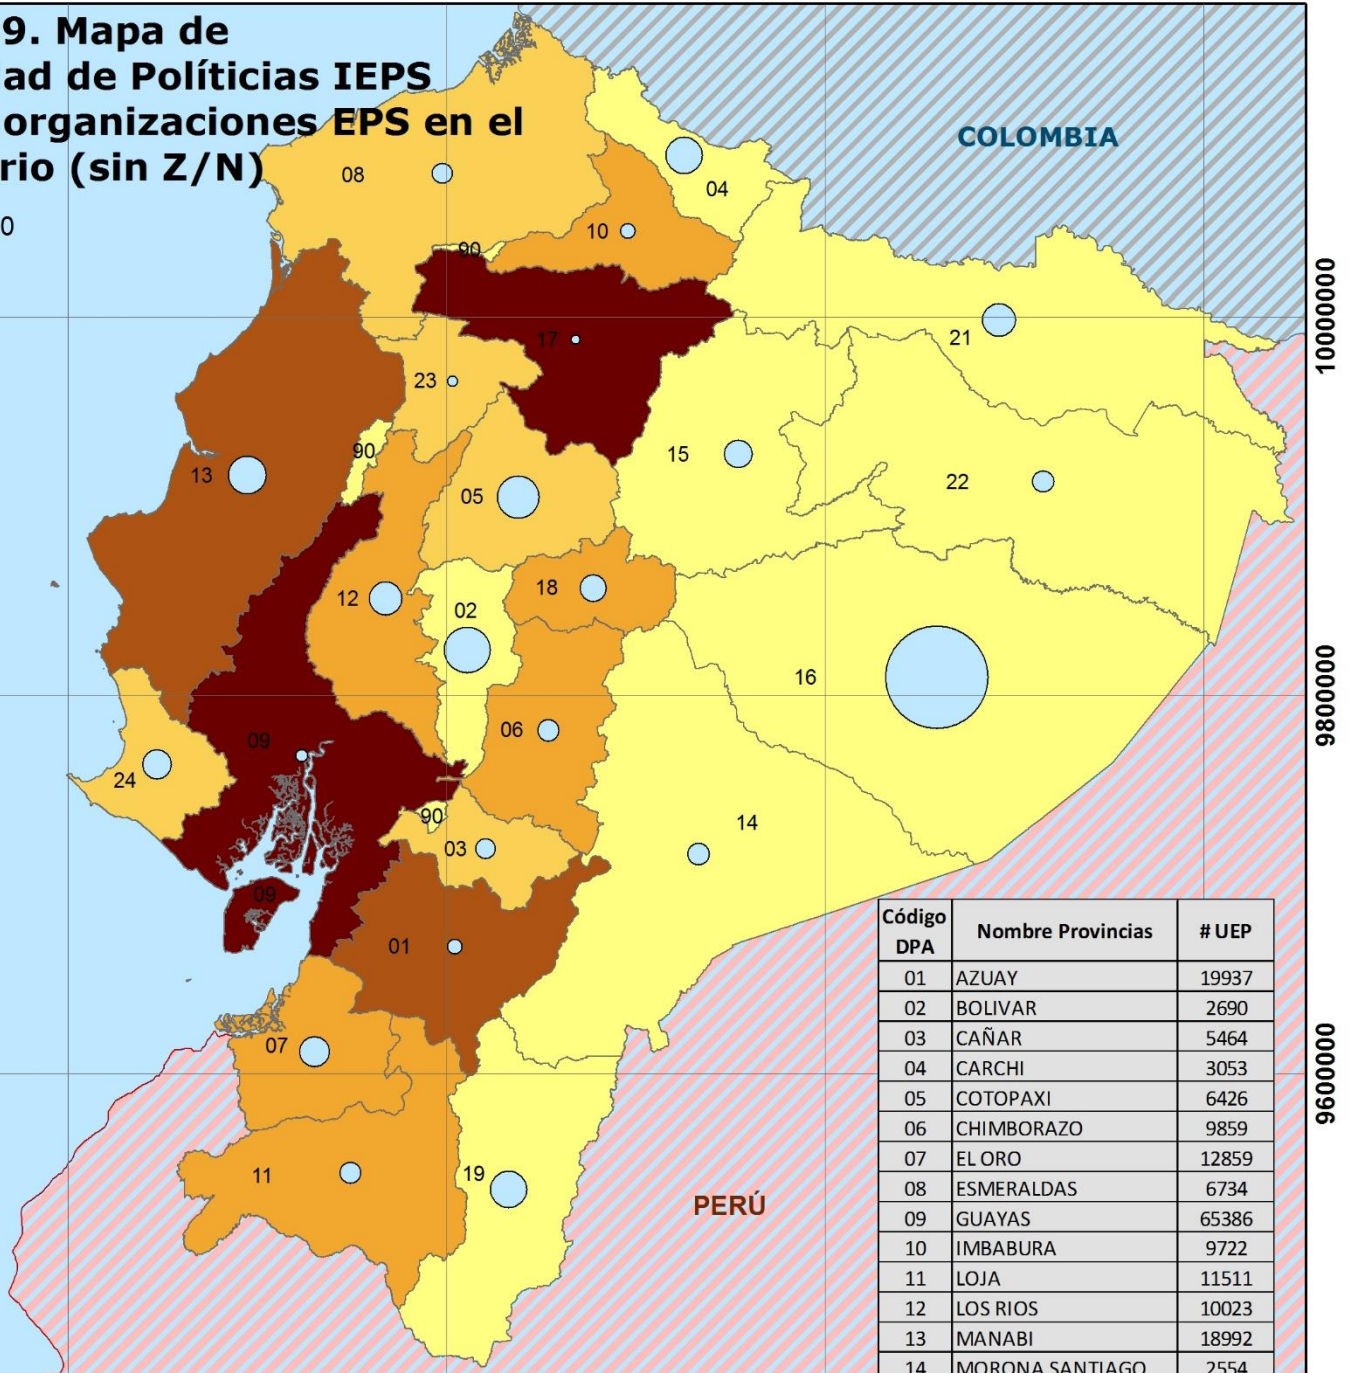 9. Mapa de
ad de Políticias IEPS
organizaciones EPS en el
rio (sin Z/N)
0
COLOMBIA
08
04
10
90
17
21
23
13
90
05
15
22
12
02
18
16
06
09
24
90
03
14
09
01
07
11
19
PERÚ
10000000
9800000
9600000
Código DPA Nombre Provincias # UEP
01 AZUAY 19937
02 BOLIVAR 2690
03 CAÑAR 5464
04 CARCHI 3053
05 COTOPAXI 6426
06 CHIMBORAZO 9859
07 EL ORO 12859
08 ESMERALDAS 6734
09 GUAYAS 65386
10 IMBABURA 9722
11 LOJA 11511
12 LOS RIOS 10023
13 MANABI 18992
14 MORONA SANTIAGO 2554